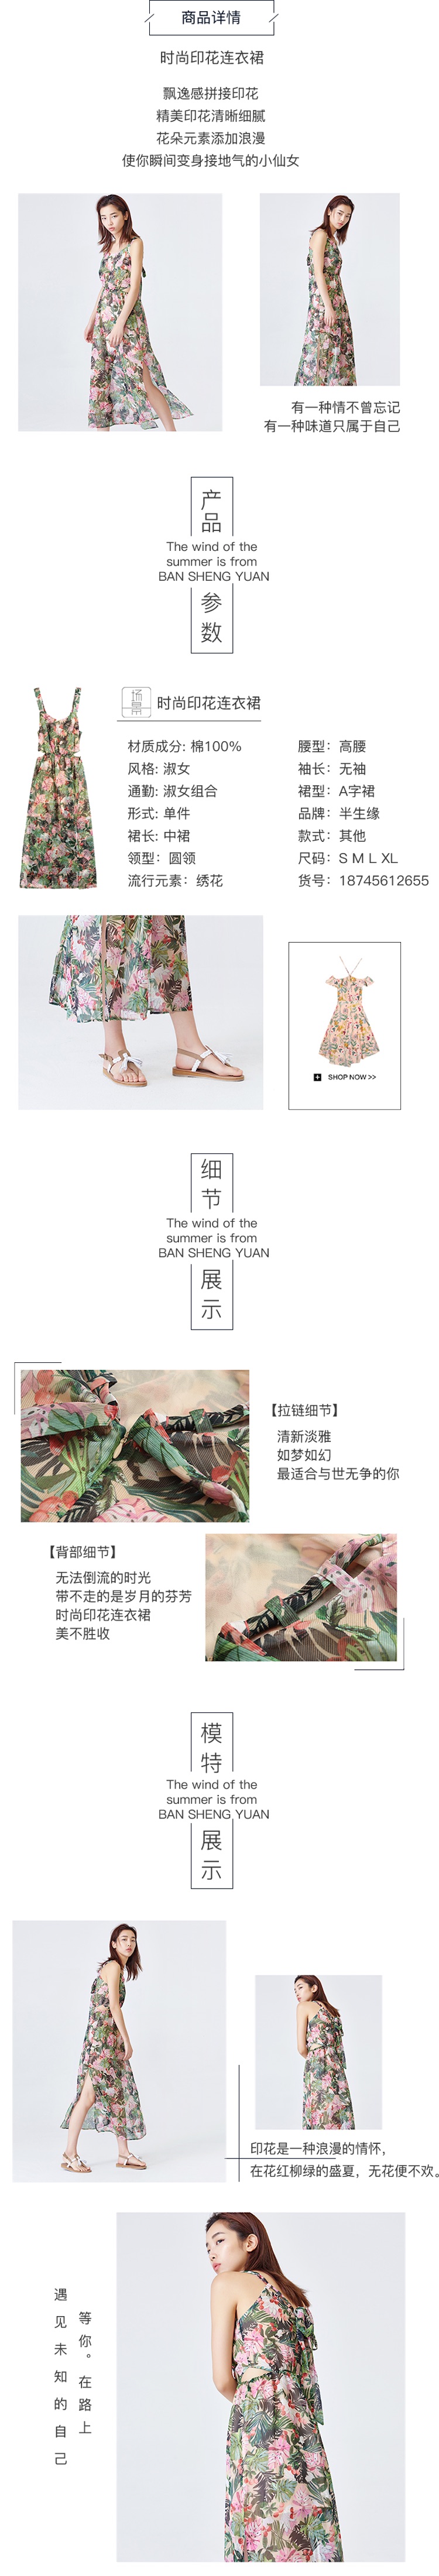 商品详情
时尚印花连衣裙
飘逸感拼接印花
精美印花清晰细腻
花朵元素添加浪漫
使你瞬间变身接地气的小仙女
有一种情不曾忘记
有一种味道只属于自己
产品
The wind of the
summer is from
BAN SHENG YUAN
参数
场景
时尚印花连衣裙
材质成分: 棉100%
风格: 淑女
通勤: 淑女组合
形式: 单件
裙长: 中裙
领型：圆领
流行元素：绣花
腰型：高腰
袖长：无袖
裙型：A字裙
品牌：半生缘
款式：其他
尺码：S M L XL
货号：18745612655
SHOP NOW >>
细节
The wind of the
summer is from
BAN SHENG YUAN
展示
【拉链细节】
清新淡雅
如梦如幻
最适合与世无争的你
【背部细节】
无法倒流的时光
带不走的是岁月的芬芳
时尚印花连衣裙
美不胜收
模特
The wind of the
summer is from
BAN SHENG YUAN
展示
印花是一种浪漫的情怀，
在花红柳绿的盛夏，无花便不欢。
遇见未知的自己
等你。在路上